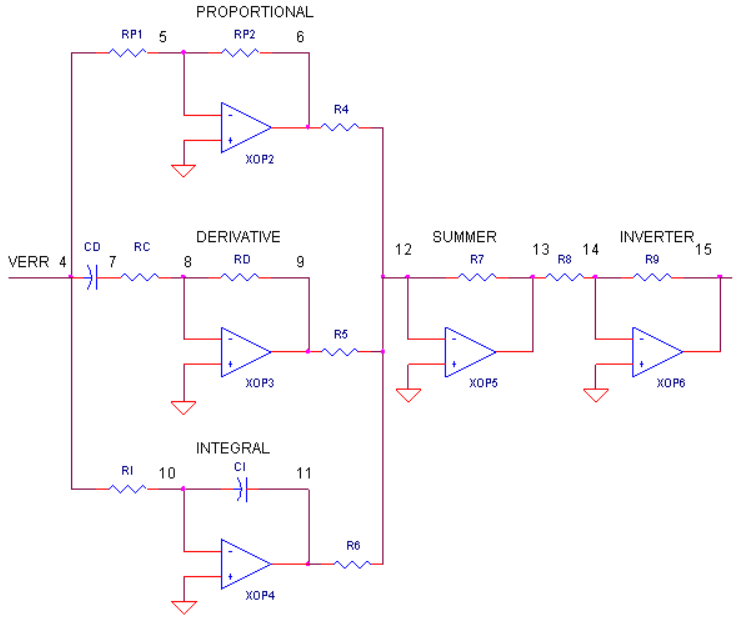 PROPORTIONAL
RP1 5 RP2 6
R4
- +
XOP2
DERIVATIVE
VERR 4 CD 7 RC 8 RD 9
R5
- +
XOP3
12 SUMMER 13 14 INVERTER 15
R7 R8 R9
- +
XOP5
- +
XOP6
INTEGRAL
RI 10 CI 11
R6
- +
XOP4